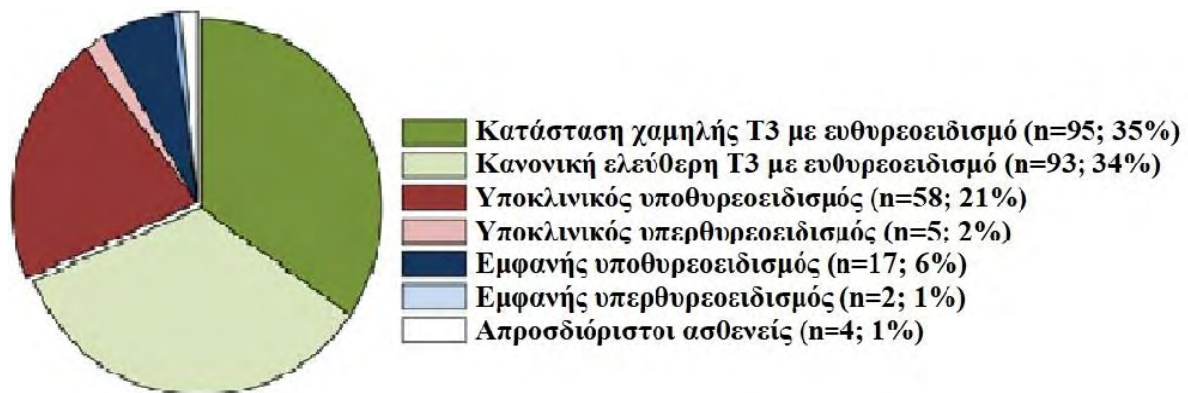 Κατάσταση χαμηλής Τ3 με ευθυρεοειδισμό (n=95; 35%)
Κανονική ελεύθερη Τ3 με ευθυρεοειδισμό (n=93; 34%)
Υποκλινικός υποθυρεοειδισμός (n=58; 21%)
Υποκλινικός υπερθυρεοειδισμός (n=5; 2%)
Εμφανής υποθυρεοειδισμός (n=17; 6%)
Εμφανής υπερθυρεοειδισμός (n=2; 1%)
Απροσδιόριστοι ασθενείς (n=4; 1%)